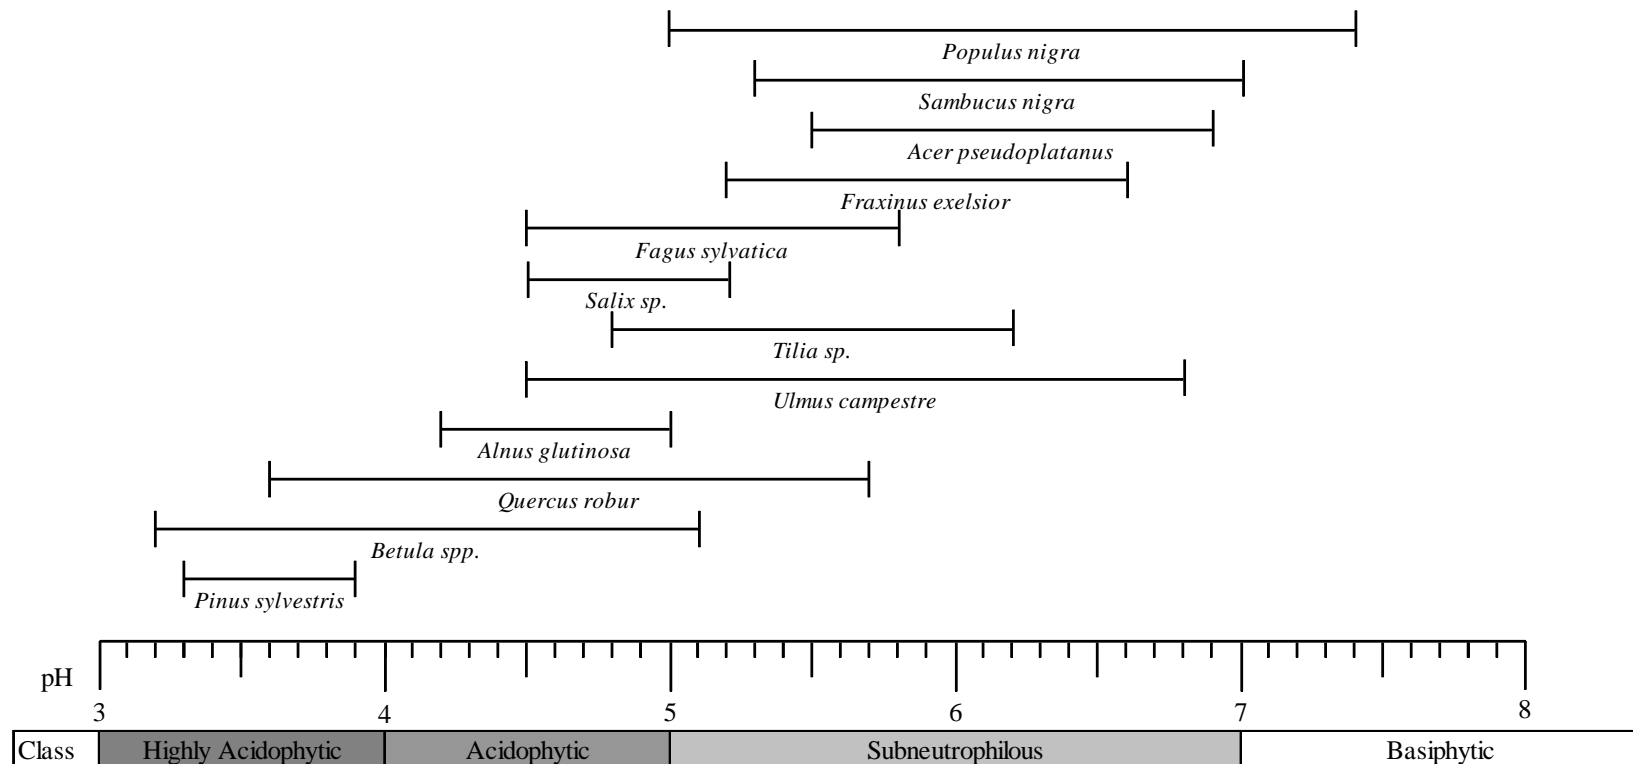 Populus nigra
Sambucus nigra
Acer pseudoplatanus
Fraxinus exelsior
Fagus sylvatica
Salix sp.
Tilia sp.
Ulmus campestre
Alnus glutinosa
Quercus robur
Betula spp.
Pinus sylvestris
pH
3 4 5 6 7 8
Class Highly Acidophytic Acidophytic Subneutrophilous Basiphytic